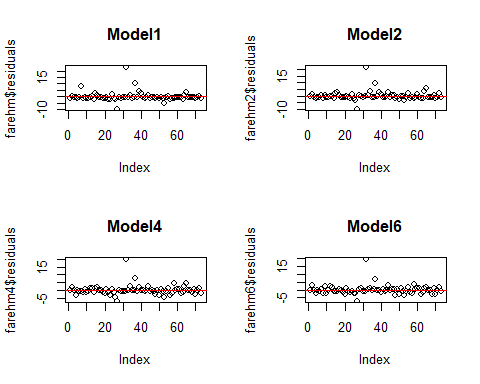 Model1
farehm$residuals
-10 15
0 20 40 60
Index
Model2
farehm2$residuals
-10 15
0 20 40 60
Index
Model4
farehm4$residuals
-5 15
0 20 40 60
Index
Model6
farehm6$residuals
-5 15
0 20 40 60
Index